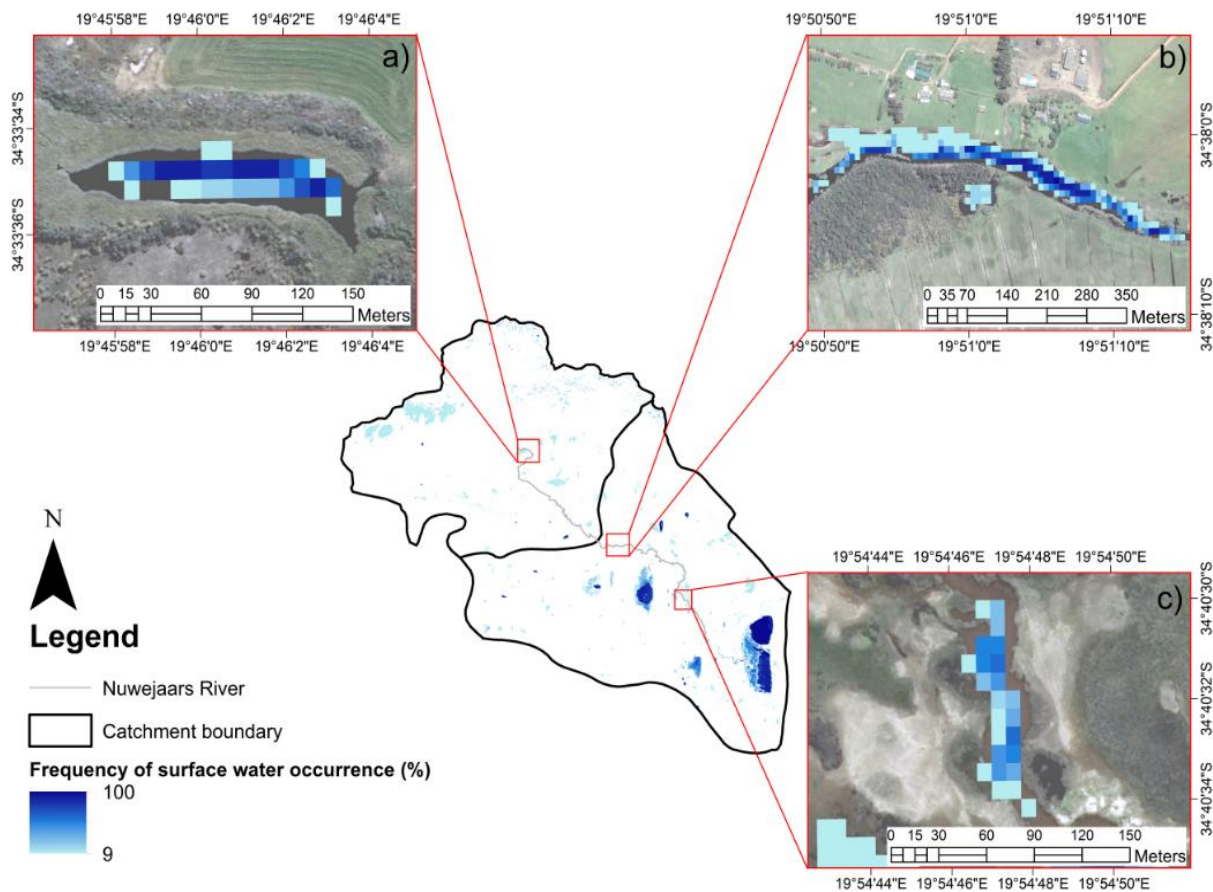 19°45'58"E 19°46'0"E 19°46'2"E 19°46'4"E
a)
34°33'34"S
34°33'36"S
0 15 30 60 90 120 150
Meters
19°45'58"E 19°46'0"E 19°46'2"E 19°46'4"E
19°50'50"E 19°51'0"E 19°51'10"E
b)
34°38'0"S
34°38'10"S
0 35 70 140 210 280 350
Meters
19°50'50"E 19°51'0"E 19°51'10"E
N
Legend
Nuwejaars River
Catchment boundary
Frequency of surface water occurrence (%)
100
9
19°54'44"E 19°54'46"E 19°54'48"E 19°54'50"E
c)
34°40'30"S
34°40'32"S
34°40'34"S
0 15 30 60 90 120 150
Meters
19°54'44"E 19°54'46"E 19°54'48"E 19°54'50"E